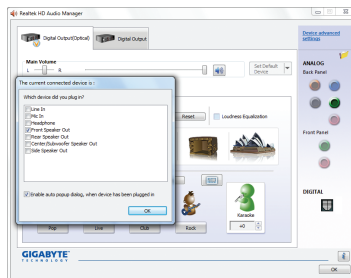 Realtek HD Audio Manager
Digital Output(Optical)
Digital Output
Device advanced
settings
Main Volume
L
R
Set Default
Device
ANALOG
Back Panel
The current connected device is :
Which device did you plug in?
Line In
Mic In
Headphone
Front Speaker Out
Rear Speaker Out
Center/Subwoofer Speaker Out
Side Speaker Out
Enable auto popup dialog, when device has been plugged in
OK
Reset
Loudness Equalization
Front Panel
DIGITAL
Karaoke
Pop
Live
Club
Rock
+0
GIGABYTE
TECHNOLOGY
OK